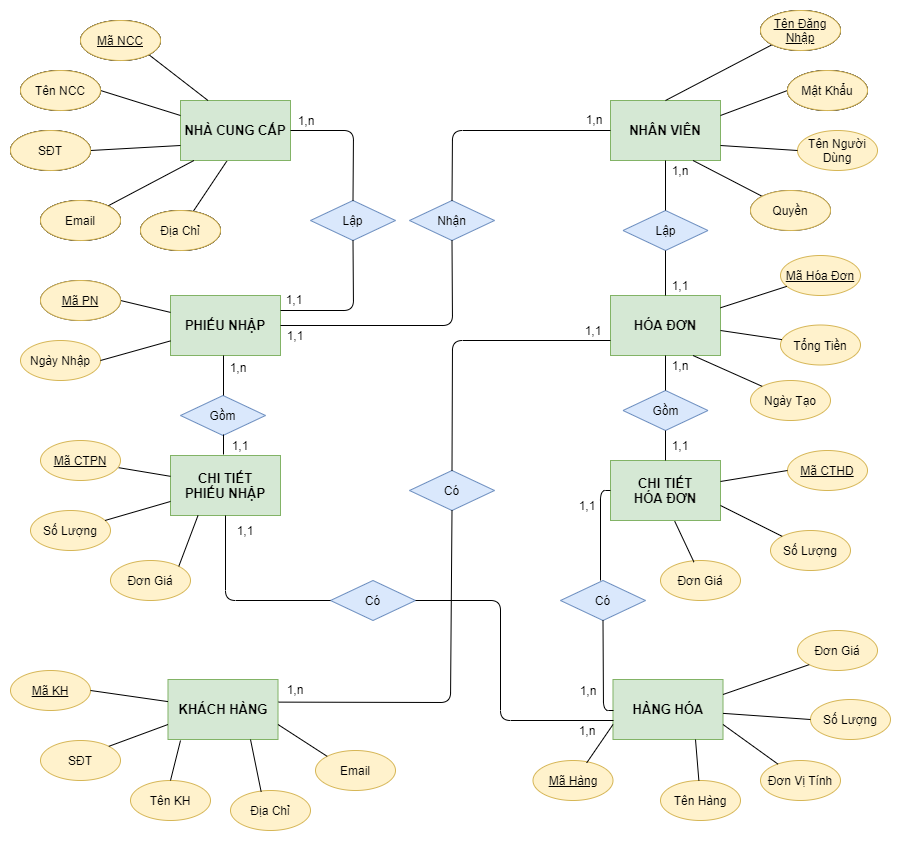 Mã NCC
Tên NCC
SĐT
Email
Địa Chỉ
NHÀ CUNG CẤP
1,n
Lập
1,1
1,n
Nhận
1,1
Tên Đăng
Nhập
Mật Khẩu
Tên Người
Dùng
Quyền
NHÂN VIÊN
1,n
Lập
1,1
Mã PN
Ngày Nhập
PHIẾU NHẬP
1,n
Gồm
1,1
Mã Hóa Đơn
Tổng Tiền
Ngày Tạo
HÓA ĐƠN
1,1
1,n
Gồm
1,1
Mã CTPN
Số Lượng
Đơn Giá
CHI TIẾT
PHIẾU NHẬP
1,1
Có
Có
Mã CTHD
Số Lượng
Đơn Giá
CHI TIẾT
HÓA ĐƠN
1,1
Có
1,n
1,n
Mã KH
SĐT
Tên KH
Địa Chỉ
Email
KHÁCH HÀNG
1,n
HÀNG HÓA
Đơn Giá
Số Lượng
Đơn Vị Tính
Tên Hàng
Mã Hàng